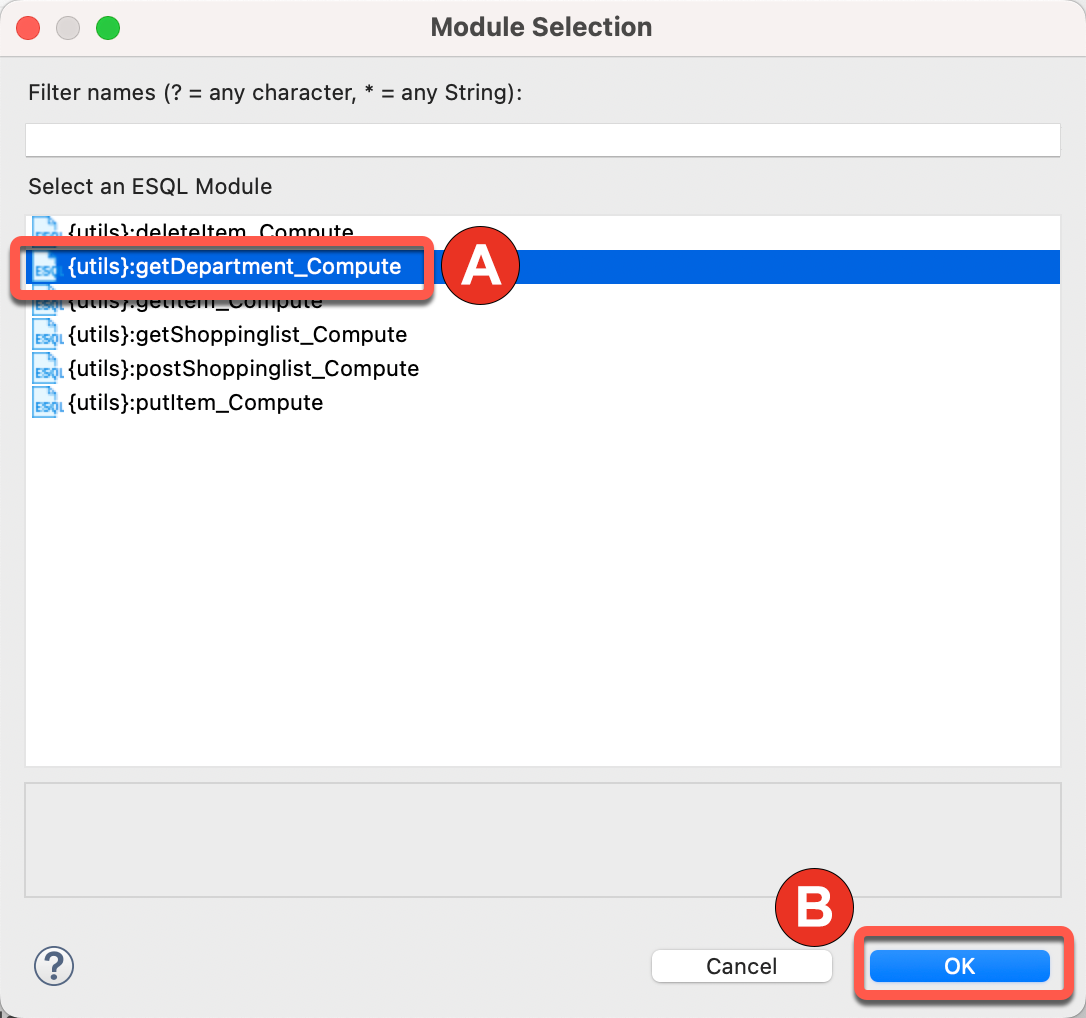 Module Selection
Filter names (? = any character, * = any String):
Select an ESQL Module
ESQL {utils}:deleteItem_Compute
ESQL {utils}:getDepartment_Compute A
ESQL {utils}:getItem_Compute
ESQL {utils}:getShoppinglist_Compute
ESQL {utils}:postShoppinglist_Compute
ESQL {utils}:putItem_Compute
B
? Cancel OK